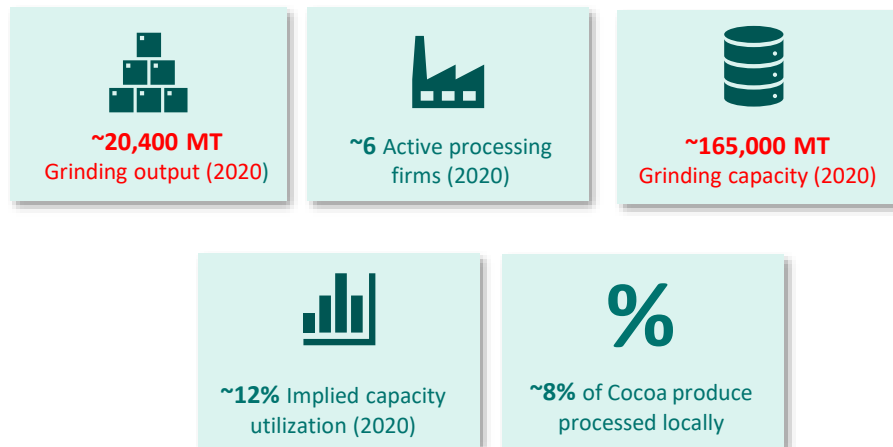 ~20,400 MT
Grinding output (2020)
~6 Active processing
firms (2020)
~165,000 MT
Grinding capacity (2020)
~12% Implied capacity
utilization (2020)
%
~8% of Cocoa produce
processed locally